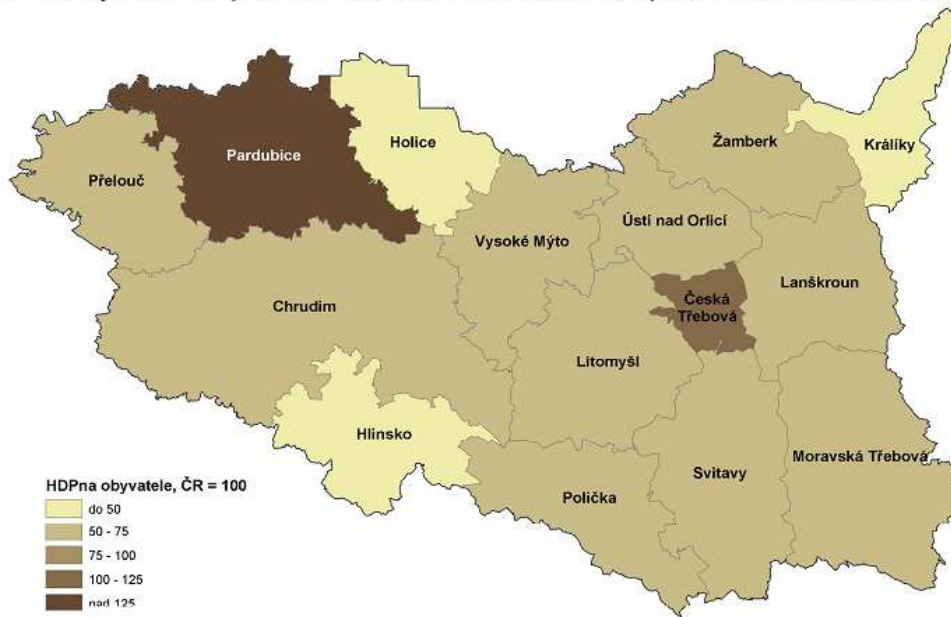 Žamberk
Holice
Králíky
Pardubice
Přelouč
Ústí nad Orlicí
Vysoké Mýto
Lanškroun
Česká
Třebová
Chrudim
Litomyšl
Hlinsko
Moravská Třebová
Svitavy
Polička
HDPna obyvatele, ČR = 100
do 50
50 - 75
75 - 100
100 - 125
nad 125